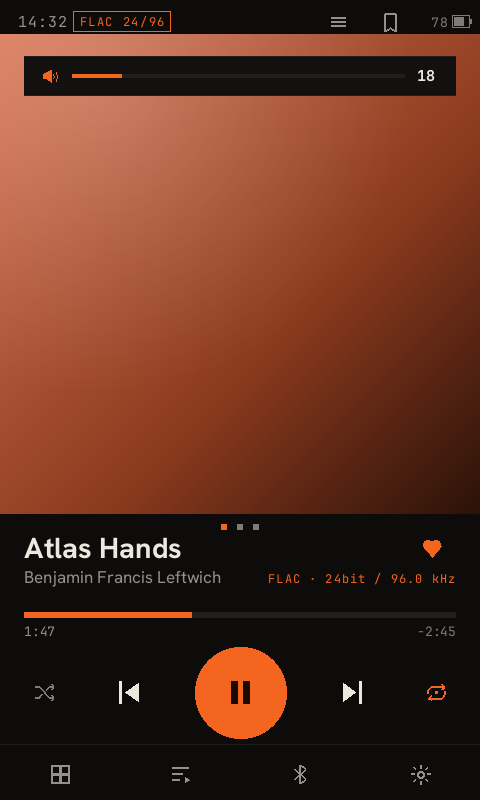 14:32 FLAC 24/96 78
18
Atlas Hands
Benjamin Francis Leftwich FLAC · 24bit / 96.0 kHz
1:47 -2:45